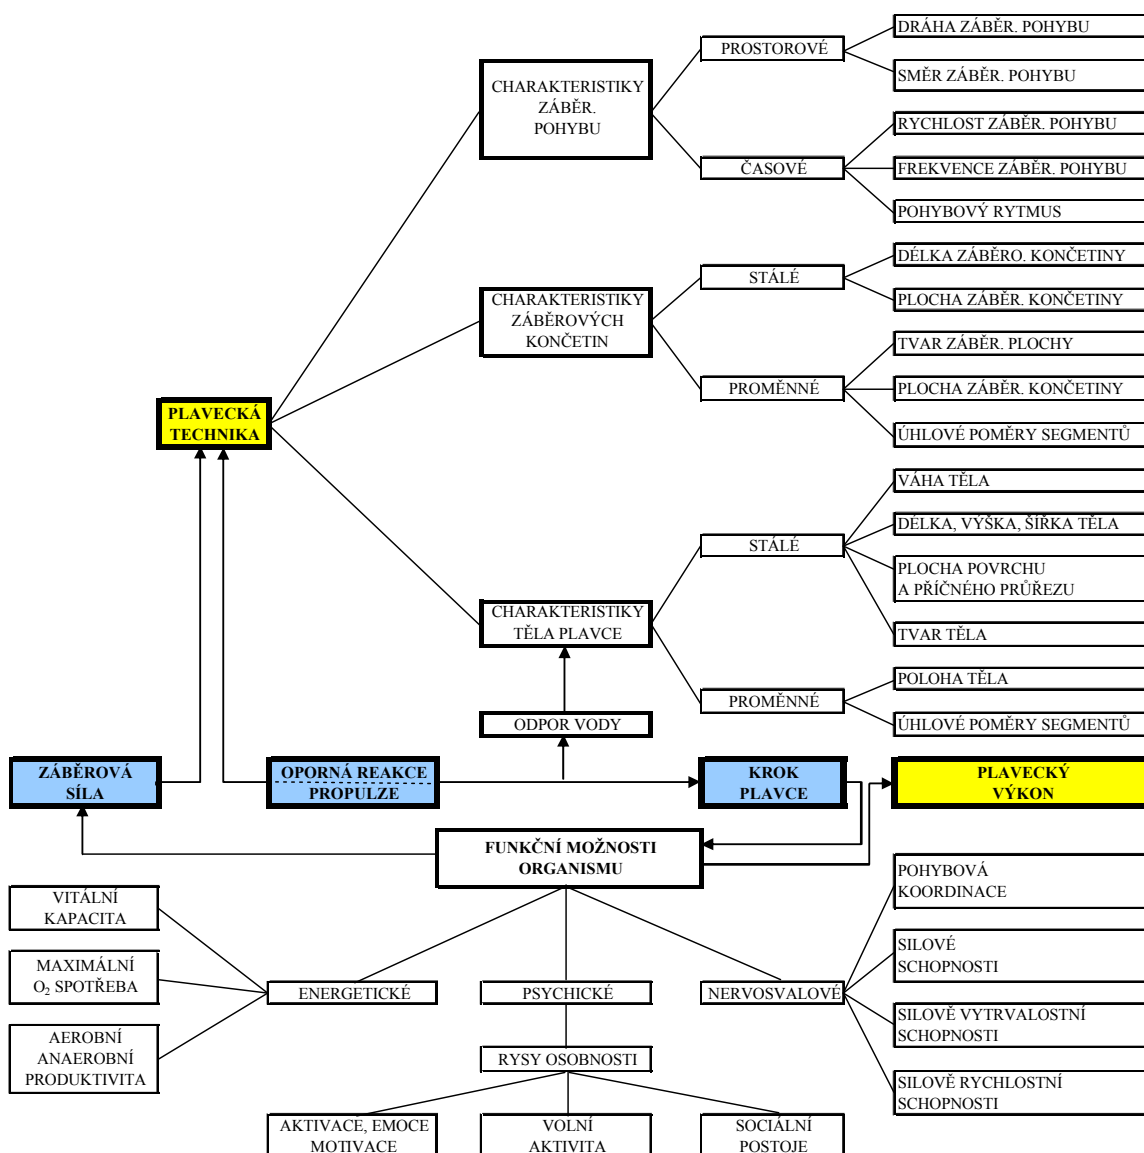 DRÁHA ZÁBĚR. POHYBU
PROSTOROVÉ
SMĚR ZÁBĚR. POHYBU
CHARAKTERISTIKY
ZÁBĚR.
POHYBU
RYCHLOST ZÁBĚR. POHYBU
ČASOVÉ
FREKVENCE ZÁBĚR. POHYBU
POHYBOVÝ RYTMUS
DÉLKA ZÁBĚRO. KONČETINY
STÁLÉ
PLOCHA ZÁBĚR. KONČETINY
CHARAKTERISTIKY
ZÁBĚROVÝCH
KONČETIN
TVAR ZÁBĚR. PLOCHY
PROMĚNNÉ
PLOCHA ZÁBĚR. KONČETINY
ÚHLOVÉ POMĚRY SEGMENTŮ
PLAVECKÁ
TECHNIKA
VÁHA TĚLA
DÉLKA, VÝŠKA, ŠÍŘKA TĚLA
STÁLÉ
PLOCHA POVRCHU
A PŘÍČNÉHO PRŮŘEZU
TVAR TĚLA
CHARAKTERISTIKY
TĚLA PLAVCE
POLOHA TĚLA
PROMĚNNÉ
ÚHLOVÉ POMĚRY SEGMENTŮ
ODPOR VODY
ZÁBĚROVÁ
SÍLA
OPORNÁ REAKCE
PROPULZE
KROK
PLAVCE
PLAVECKÝ
VÝKON
FUNKČNÍ MOŽNOSTI
ORGANISMU
VITÁLNÍ
KAPACITA
MAXIMÁLNÍ
O₂ SPOTŘEBA
AEROBNÍ
ANAEROBNÍ
PRODUKTIVITA
ENERGETICKÉ
PSYCHICKÉ
NERVOSVALOVÉ
POHYBOVÁ
KOORDINACE
SILOVÉ
SCHOPNOSTI
SILOVĚ VYTRVALOSTNÍ
SCHOPNOSTI
SILOVĚ RYCHLOSTNÍ
SCHOPNOSTI
RYSY OSOBNOSTI
AKTIVACE, EMOCE
MOTIVACE
VOLNÍ
AKTIVITA
SOCIÁLNÍ
POSTOJE